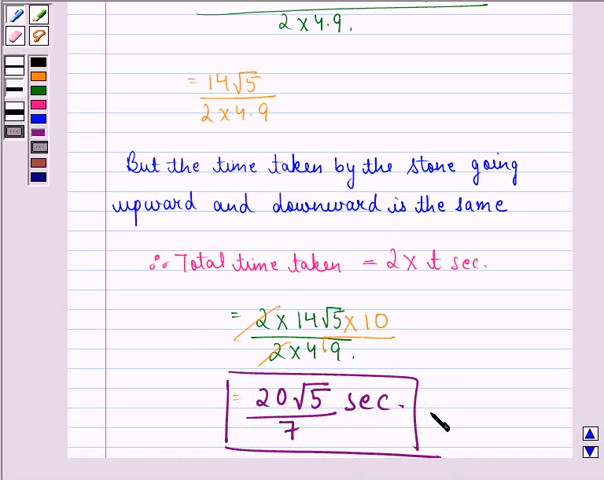 2 × 4.9.
= 14√5
2 × 4.9
But the time taken by the stone going
upward and downward is the same
∴ Total time taken = 2 × t sec.
= 2 × 14√5 × 10
2 × 4 9.
= 20√5 sec.
7